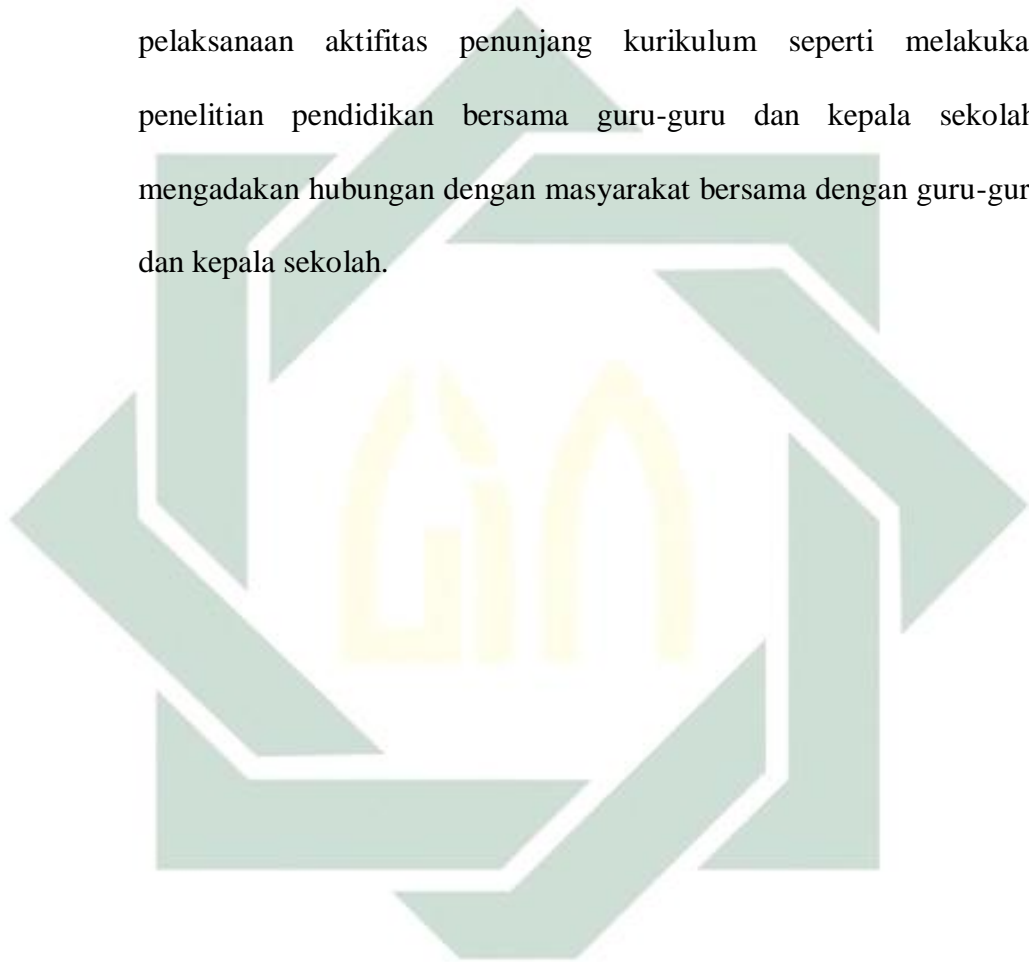 pelaksanaan aktifitas penunjang kurikulum seperti melakuka
penelitian pendidikan bersama guru-guru dan kepala sekolah
mengadakan hubungan dengan masyarakat bersama dengan guru-gur
dan kepala sekolah.